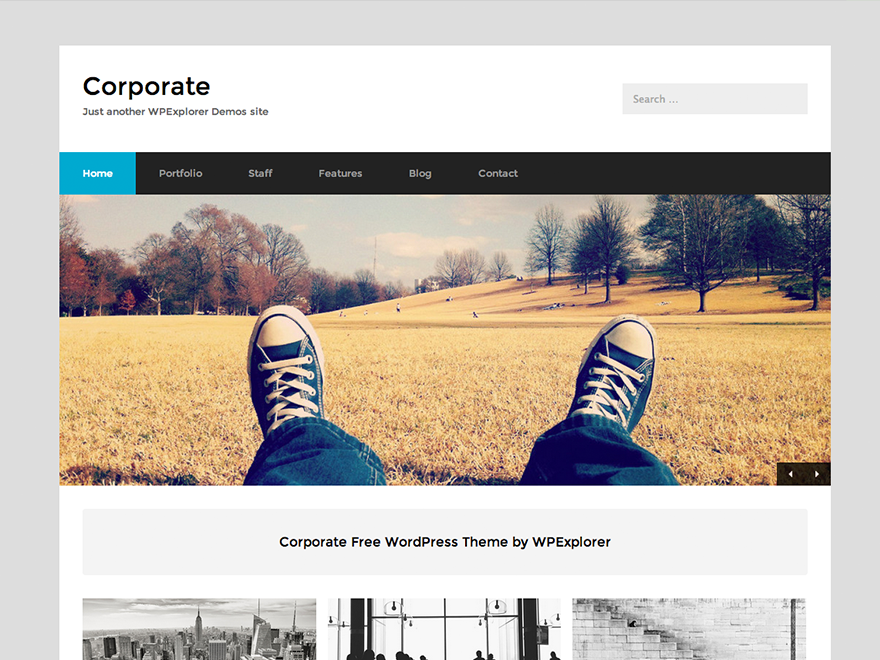 Corporate
Just another WPExplorer Demos site
Search ...
Home Portfolio Staff Features Blog Contact
Corporate Free WordPress Theme by WPExplorer